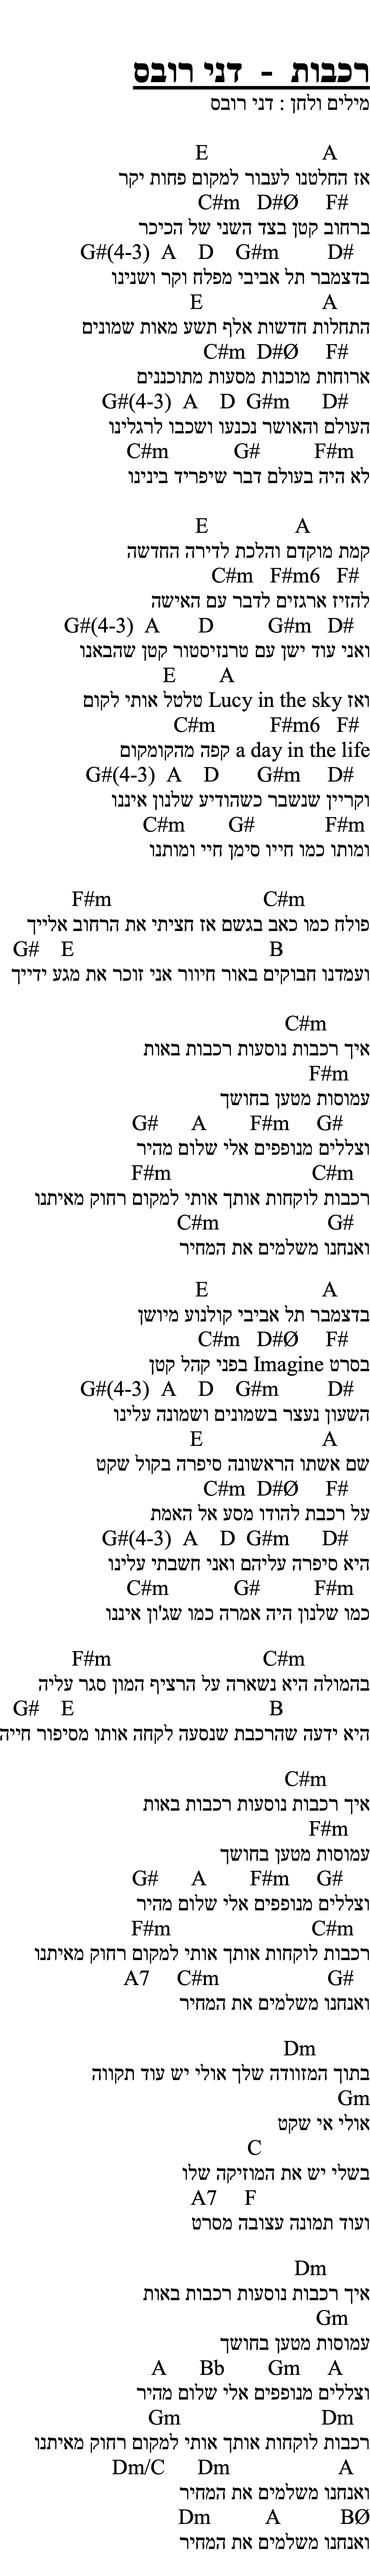 רכבות - דני רובס
מילים ולחן : דני רובס
E A
אז החלטנו לעבור למקום פחות יקר
C#m D#Ø F#
ברחוב קטן בצד השני של הכיכר
G#(4-3) A D G#m D#
בדצמבר תל אביבי מפלח וקר ושנינו
E A
התחלות חדשות אלף תשע מאות שמונים
C#m D#Ø F#
ארוחות מוכנות מסעות מתוכננים
G#(4-3) A D G#m D#
העולם והאושר נכנעו ושכבו לרגלינו
C#m G# F#m
לא היה בעולם דבר שיפריד בינינו
E A
קמת מוקדם והלכת לדירה החדשה
C#m F#m6 F#
להזיז ארגזים לדבר עם האישה
G#(4-3) A D G#m D#
ואני עוד ישן עם טרנזיסטור קטן שהבאנו
E A
ואז Lucy in the sky טלטל אותי לקום
C#m F#m6 F#
a day in the life קפה מהקומקום
G#(4-3) A D G#m D#
וקריין שנשבר כשהודיע שלנון איננו
C#m G# F#m
ומותו כמו חייו סימן חיי ומותנו
F#m C#m
פולח כמו כאב בגשם אז חציתי את הרחוב אלייך
G# E B
ועמדנו חבוקים באור חיוור אני זוכר את מגע ידייך
C#m
איך רכבות נוסעות רכבות באות
F#m
עמוסות מטען בחושך
G# A F#m G#
וצללים מנופפים אלי שלום מהיר
F#m C#m
רכבות לוקחות אותך אותי למקום רחוק מאיתנו
C#m G#
ואנחנו משלמים את המחיר
E A
בדצמבר תל אביבי קולנוע מיושן
C#m D#Ø F#
בסרט Imagine בפני קהל קטן
G#(4-3) A D G#m D#
השעון נעצר בשמונים ושמונה עלינו
E A
שם אשתו הראשונה סיפרה בקול שקט
C#m D#Ø F#
על רכבת להודו מסע אל האמת
G#(4-3) A D G#m D#
היא סיפרה עליהם ואני חשבתי עלינו
C#m G# F#m
כמו שלנון היה אמרה כמו שג'ון איננו
F#m C#m
בהמולה היא נשארה על הרציף המון סגר עליה
G# E B
היא ידעה שהרכבת שנסעה לקחה אותו מסיפור חייה
C#m
איך רכבות נוסעות רכבות באות
F#m
עמוסות מטען בחושך
G# A F#m G#
וצללים מנופפים אלי שלום מהיר
F#m C#m
רכבות לוקחות אותך אותי למקום רחוק מאיתנו
A7 C#m G#
ואנחנו משלמים את המחיר
Dm
בתוך המזוודה שלך אולי יש עוד תקווה
Gm
אולי אי שקט
C
בשלי יש את המוזיקה שלו
A7 F
ועוד תמונה עצובה מסרט
Dm
איך רכבות נוסעות רכבות באות
Gm
עמוסות מטען בחושך
A Bb Gm A
וצללים מנופפים אלי שלום מהיר
Gm Dm
רכבות לוקחות אותך אותי למקום רחוק מאיתנו
Dm/C Dm A
ואנחנו משלמים את המחיר
Dm A BØ
ואנחנו משלמים את המחיר